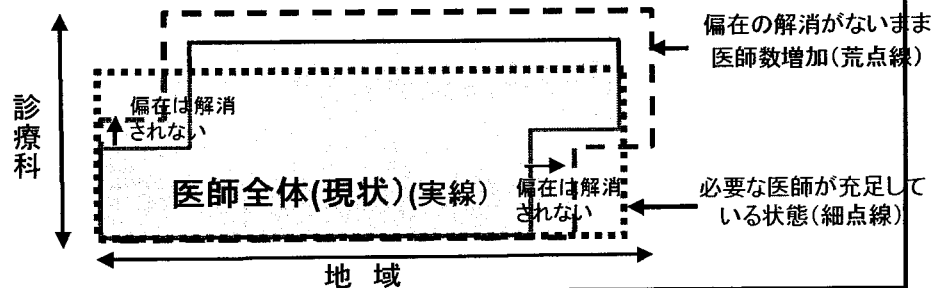 偏在の解消がないまま
医師数増加(荒点線)
診療科
偏在は解消
されない
医師全体(現状)(実線)
偏在は解消
されない
必要な医師が充足して
いる状態(細点線)
地 域